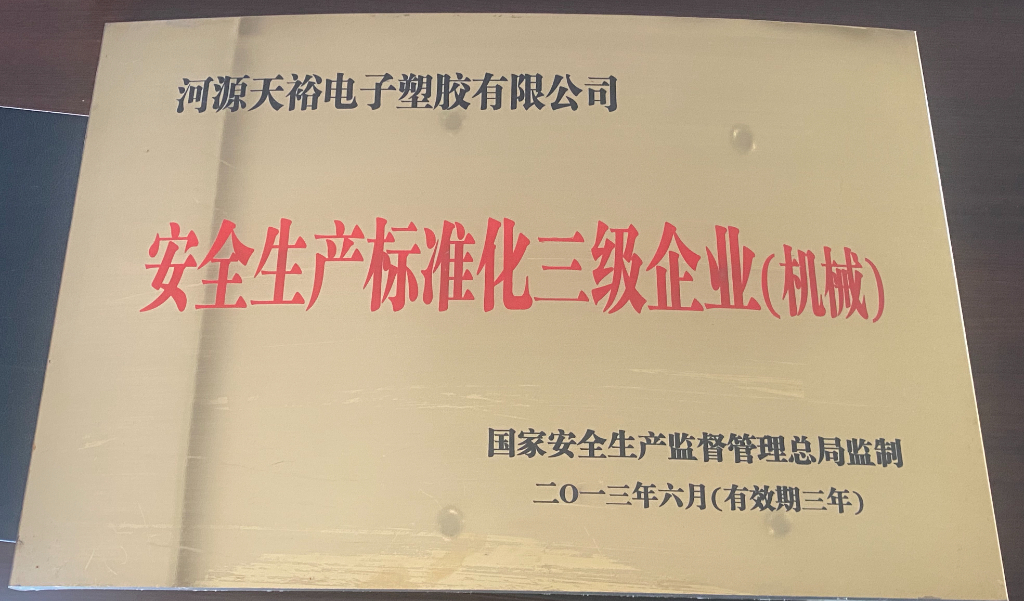 河源天裕电子塑胶有限公司
安全生产标准化三级企业(机械)
国家安全生产监督管理总局监制
二O一三年六月(有效期三年)